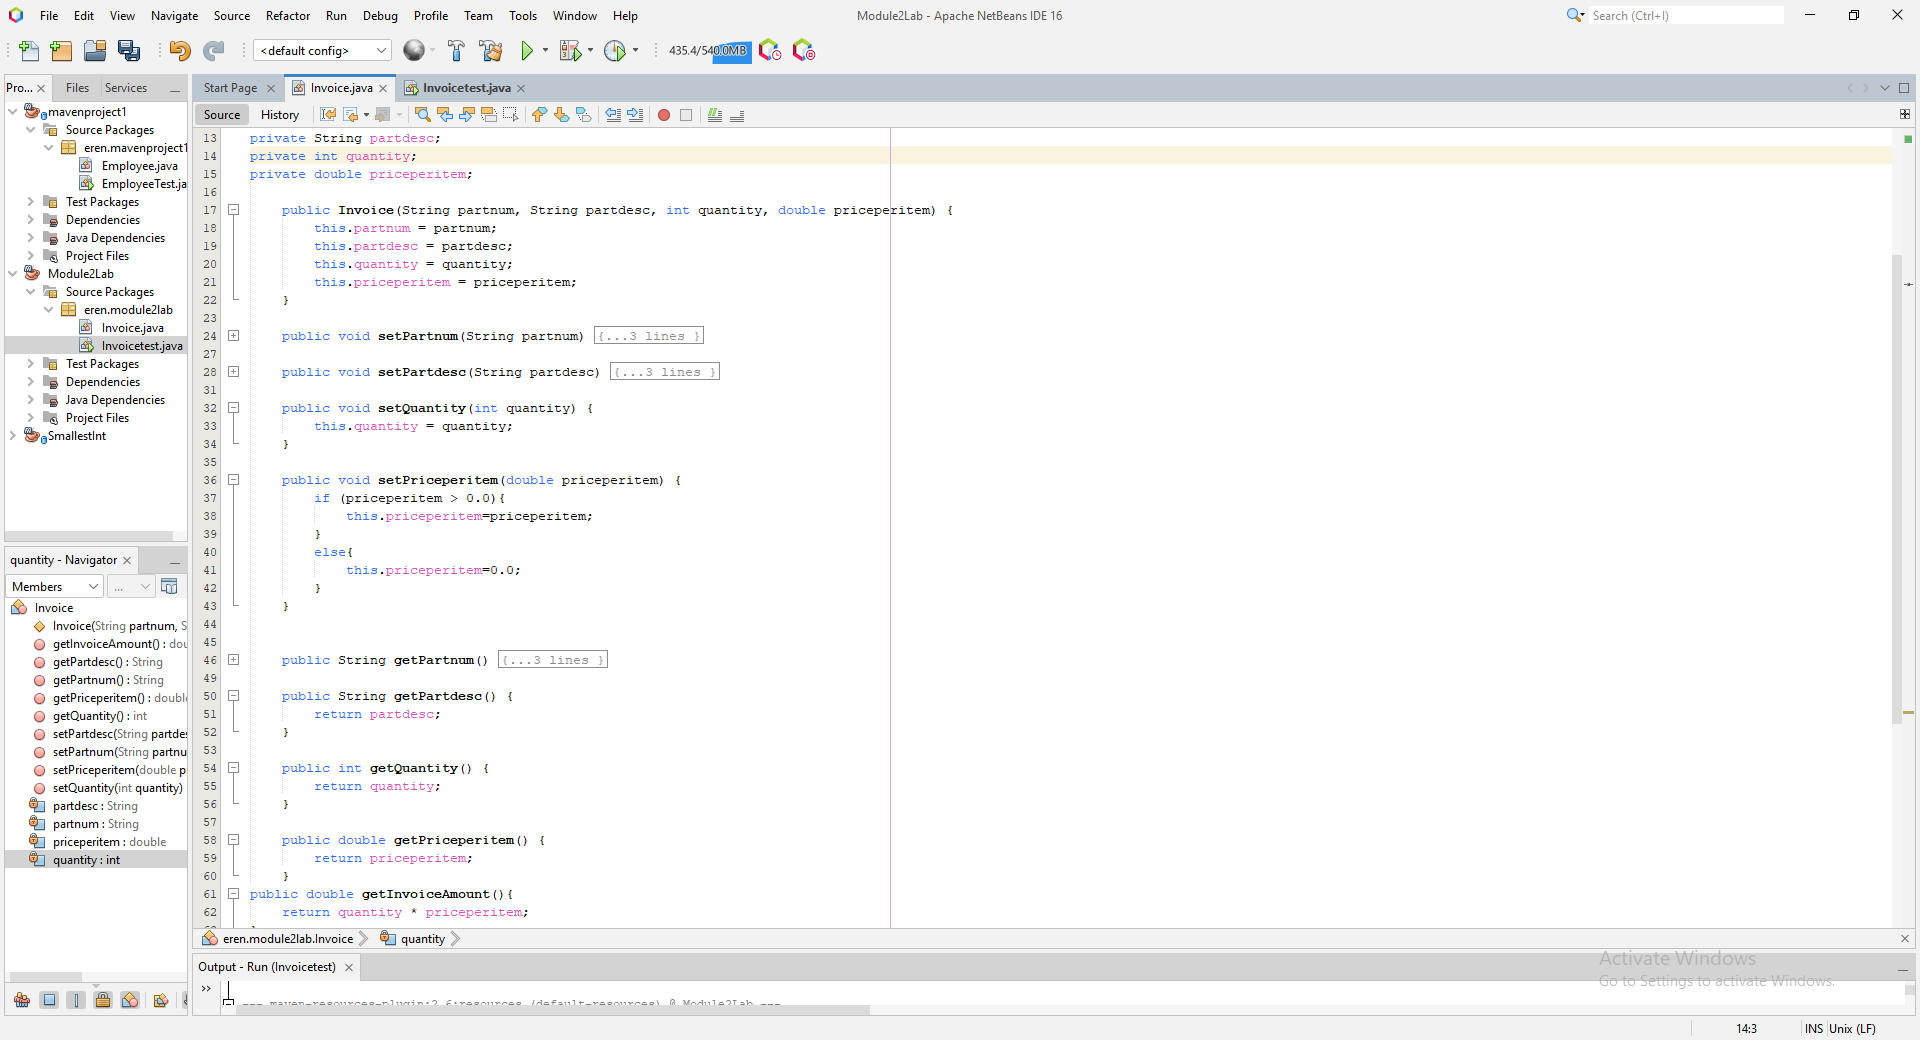 File Edit View Navigate Source Refactor Run Debug Profile Team Tools Window Help
Module2Lab - Apache NetBeans IDE 16
Search (Ctrl+I)
<default config>
435.4/540.0MB
Pro... Files Services
Start Page Invoice.java Invoicetest.java
Source History
mavenproject1
Source Packages
eren.mavenproject1
Employee.java
EmployeeTest.ja
Test Packages
Dependencies
Java Dependencies
Project Files
Module2Lab
Source Packages
eren.module2lab
Invoice.java
Invoicetest.java
Test Packages
Dependencies
Java Dependencies
Project Files
SmallestInt
quantity - Navigator
Members ...
Invoice
Invoice(String partnum, S
getInvoiceAmount() : dou
getPartdesc() : String
getPartnum() : String
getPriceperitem() : double
getQuantity() : int
setPartdesc(String partdes
setPartnum(String partnu
setPriceperitem(double p
setQuantity(int quantity)
partdesc : String
partnum : String
priceperitem : double
quantity : int
13 private String partdesc;
14 private int quantity;
15 private double priceperitem;
16
17 public Invoice(String partnum, String partdesc, int quantity, double priceperitem) {
18 this.partnum = partnum;
19 this.partdesc = partdesc;
20 this.quantity = quantity;
21 this.priceperitem = priceperitem;
22 }
23
24 public void setPartnum(String partnum) {...3 lines }
27
28 public void setPartdesc(String partdesc) {...3 lines }
31
32 public void setQuantity(int quantity) {
33 this.quantity = quantity;
34 }
35
36 public void setPriceperitem(double priceperitem) {
37 if (priceperitem > 0.0){
38 this.priceperitem=priceperitem;
39 }
40 else{
41 this.priceperitem=0.0;
42 }
43 }
44
45
46 public String getPartnum() {...3 lines }
49
50 public String getPartdesc() {
51 return partdesc;
52 }
53
54 public int getQuantity() {
55 return quantity;
56 }
57
58 public double getPriceperitem() {
59 return priceperitem;
60 }
61 public double getInvoiceAmount(){
62 return quantity * priceperitem;
eren.module2lab.Invoice quantity
Output - Run (Invoicetest)
--- maven-resources-plugin:2.6:resources (default-resources) @ Module2Lab ---
Activate Windows
Go to Settings to activate Windows.
14:3 INS Unix (LF)